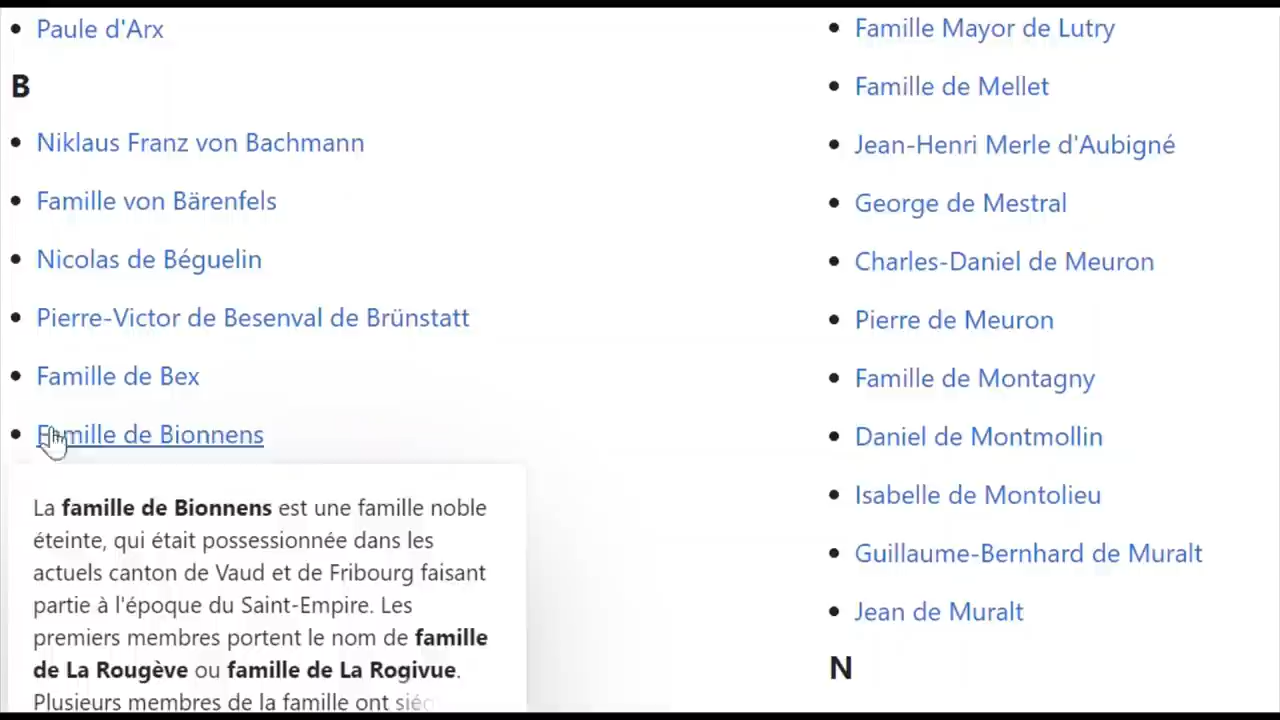 Paule d'Arx
B
Niklaus Franz von Bachmann
Famille von Bärenfels
Nicolas de Béguelin
Pierre-Victor de Besenval de Brünstatt
Famille de Bex
Famille de Bionnens
La famille de Bionnens est une famille noble
éteinte, qui était possessionnée dans les
actuels canton de Vaud et de Fribourg faisant
partie à l'époque du Saint-Empire. Les
premiers membres portent le nom de famille
de La Rougève ou famille de La Rogivue.
Plusieurs membres de la famille ont
Famille Mayor de Lutry
Famille de Mellet
Jean-Henri Merle d'Aubigné
George de Mestral
Charles-Daniel de Meuron
Pierre de Meuron
Famille de Montagny
Daniel de Montmollin
Isabelle de Montolieu
Guillaume-Bernhard de Muralt
Jean de Muralt
N